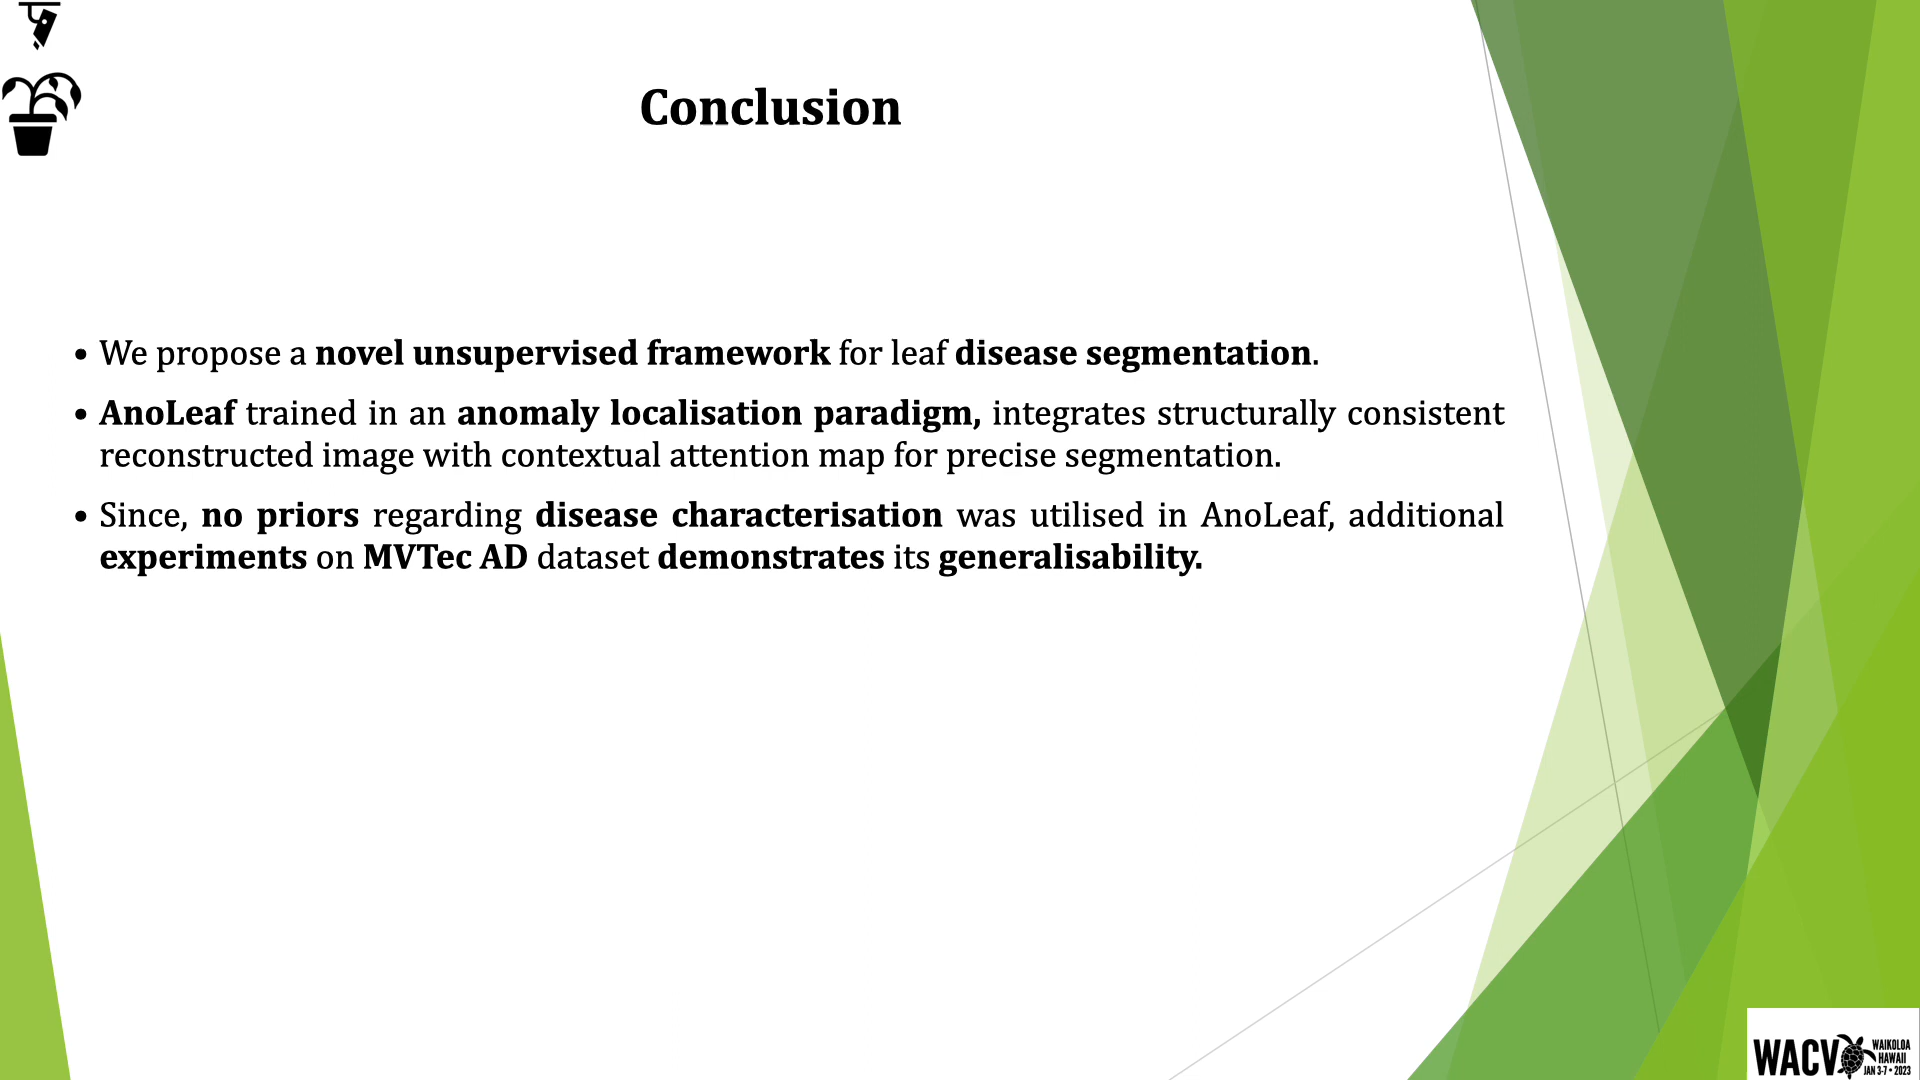 Conclusion
• We propose a novel unsupervised framework for leaf disease segmentation.
• AnoLeaf trained in an anomaly localisation paradigm, integrates structurally consistent
reconstructed image with contextual attention map for precise segmentation.
• Since, no priors regarding disease characterisation was utilised in AnoLeaf, additional
experiments on MVTec AD dataset demonstrates its generalisability.
WACV
WAIKOLOA
HAWAII
JAN 3-7 • 2023